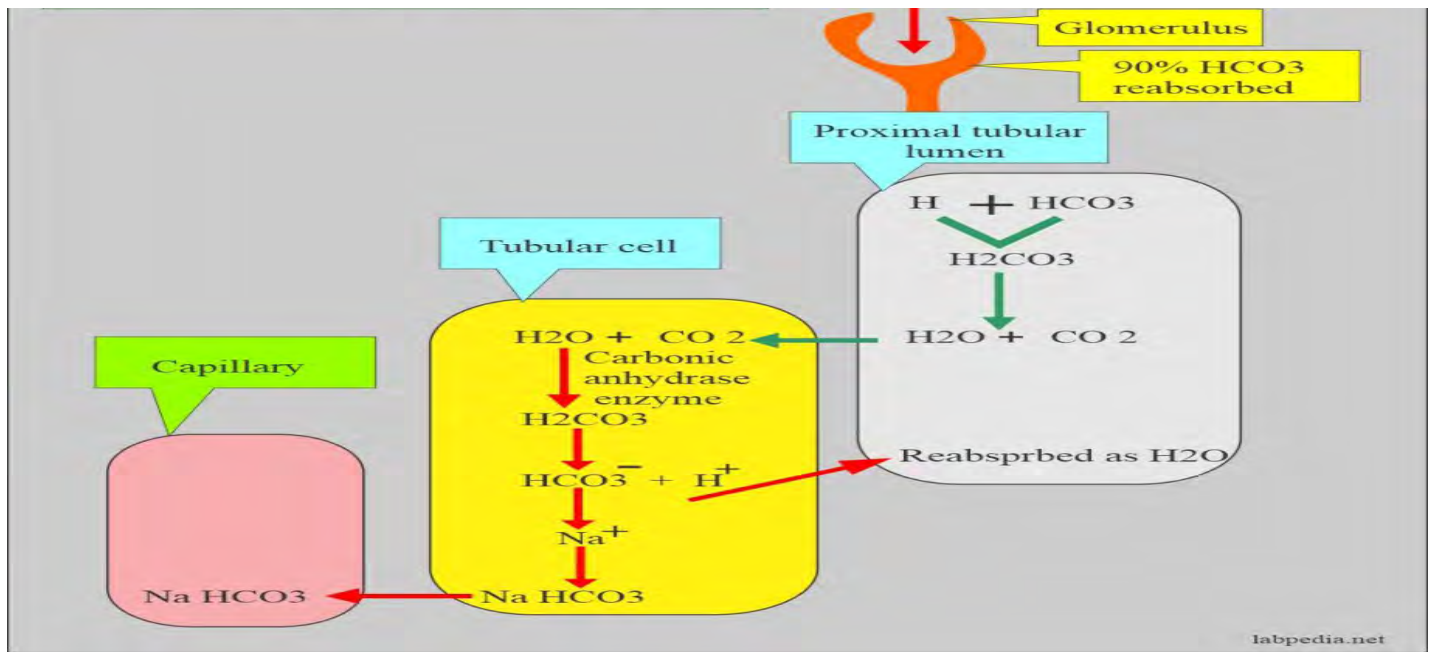 Glomerulus
90% HCO3
reabsorbed
Proximal tubular
lumen
H + HCO3
H2CO3
H2O + CO 2
Reabsprbed as H2O
Tubular cell
H2O + CO 2
Carbonic
anhydrase
enzyme
H2CO3
HCO3⁻ + H⁺
Na⁺
Na HCO3
Capillary
Na HCO3
labpedia.net